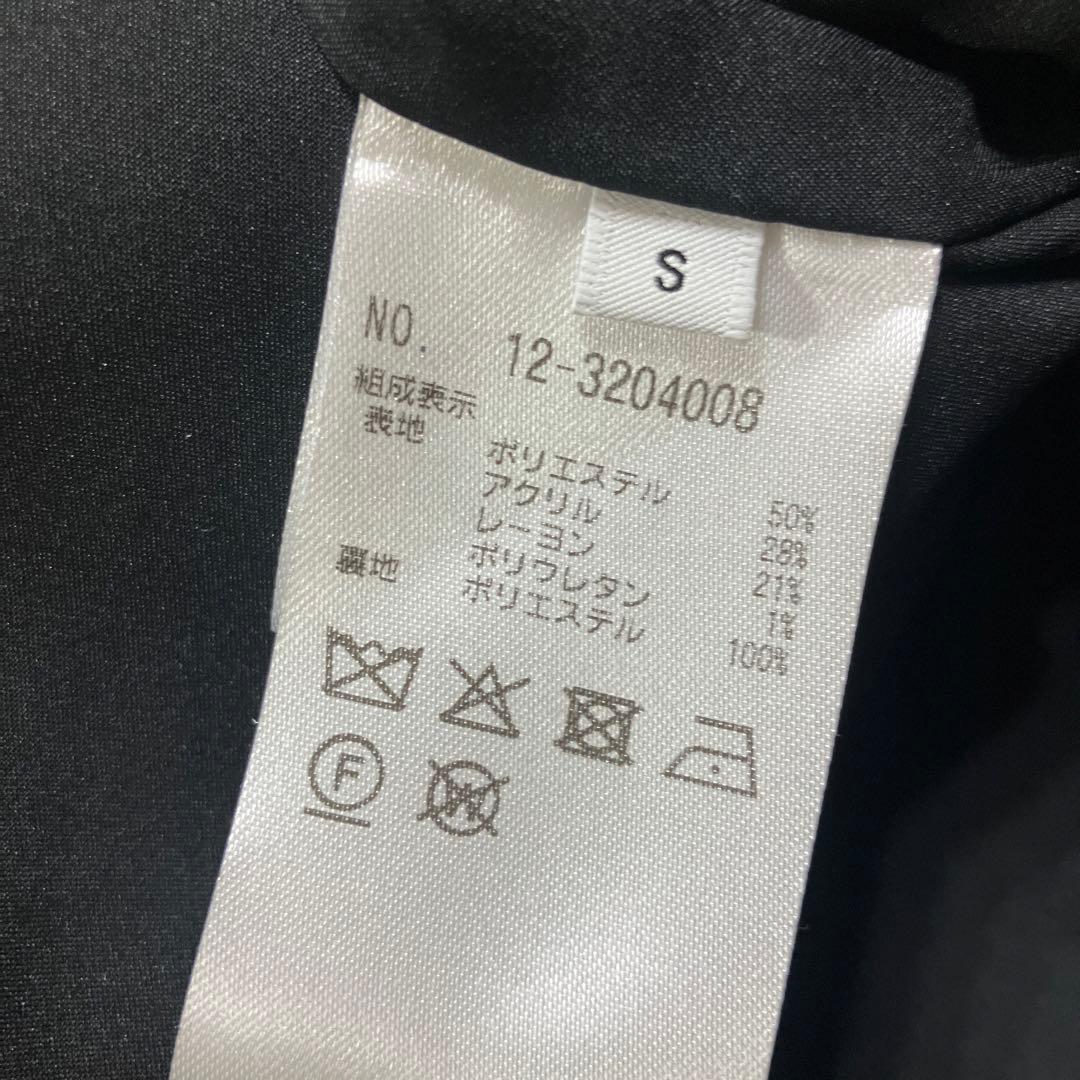 S
NO. 12-3204008
組成表示
表地 ポリエステル 50%
アクリル 28%
レーヨン 21%
ポリウレタン 1%
裏地 ポリエステル 100%
F
W